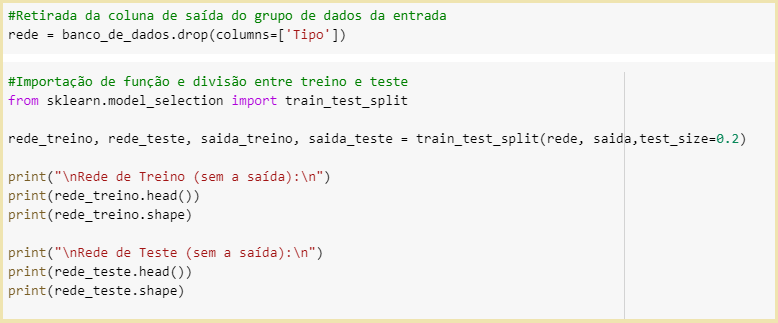 #Retirada da coluna de saída do grupo de dados da entrada
rede = banco_de_dados.drop(columns=['Tipo'])
#Importação de função e divisão entre treino e teste
from sklearn.model_selection import train_test_split
rede_treino, rede_teste, saida_treino, saida_teste = train_test_split(rede, saida,test_size=0.2)
print("\nRede de Treino (sem a saída):\n")
print(rede_treino.head())
print(rede_treino.shape)
print("\nRede de Teste (sem a saída):\n")
print(rede_teste.head())
print(rede_teste.shape)